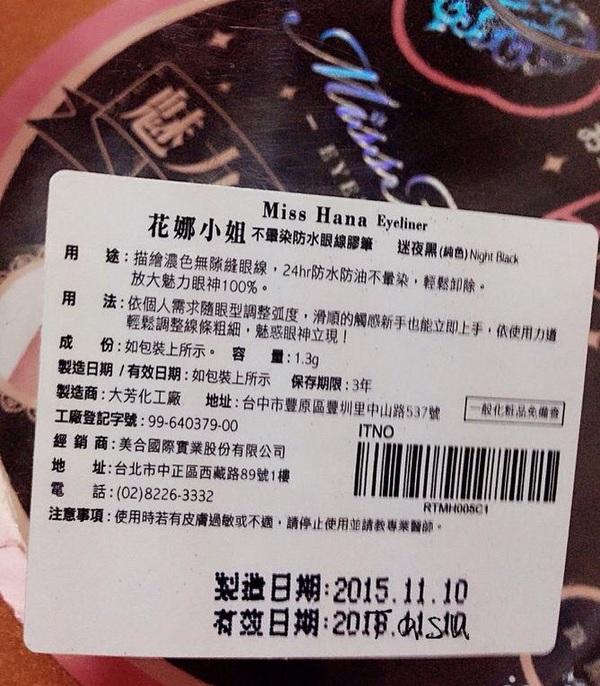 魅力
Miss
EYE
Miss Hana Eyeliner
花娜小姐 不暈染防水眼線膠筆 迷夜黑(純色)Night Black
用 途:描繪濃色無隙縫眼線,24hr防水防油不暈染,輕鬆卸除。
放大魅力眼神100%。
用 法:依個人需求隨眼型調整弧度,滑順的觸感新手也能立即上手,依使用力道
輕鬆調整線條粗細,魅惑眼神立現!
成 份:如包裝上所示。 容 量:1.3g
製造日期/有效日期:如包裝上所示 保存期限:3年
製造商:大芳化工廠 地址:台中市豐原區豐圳里中山路537號
一般化粧品免備查
工廠登記字號:99-640379-00
ITNO
經 銷 商:美合國際實業股份有限公司
地 址:台北市中正區西藏路89號1樓
RTMH005C1
電 話:(02)8226-3332
注意事項:使用時若有皮膚過敏或不適,請停止使用並請教專業醫師。
製造日期:2015.11.10
有效日期:2018.